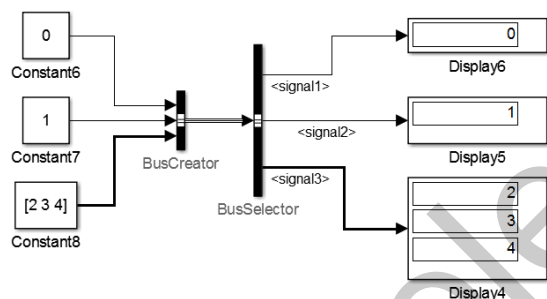 0
Constant6
1
Constant7
[2 3 4]
Constant8
BusCreator
BusSelector
<signal1>
<signal2>
<signal3>
0
Display6
1
Display5
2
3
4
Display4